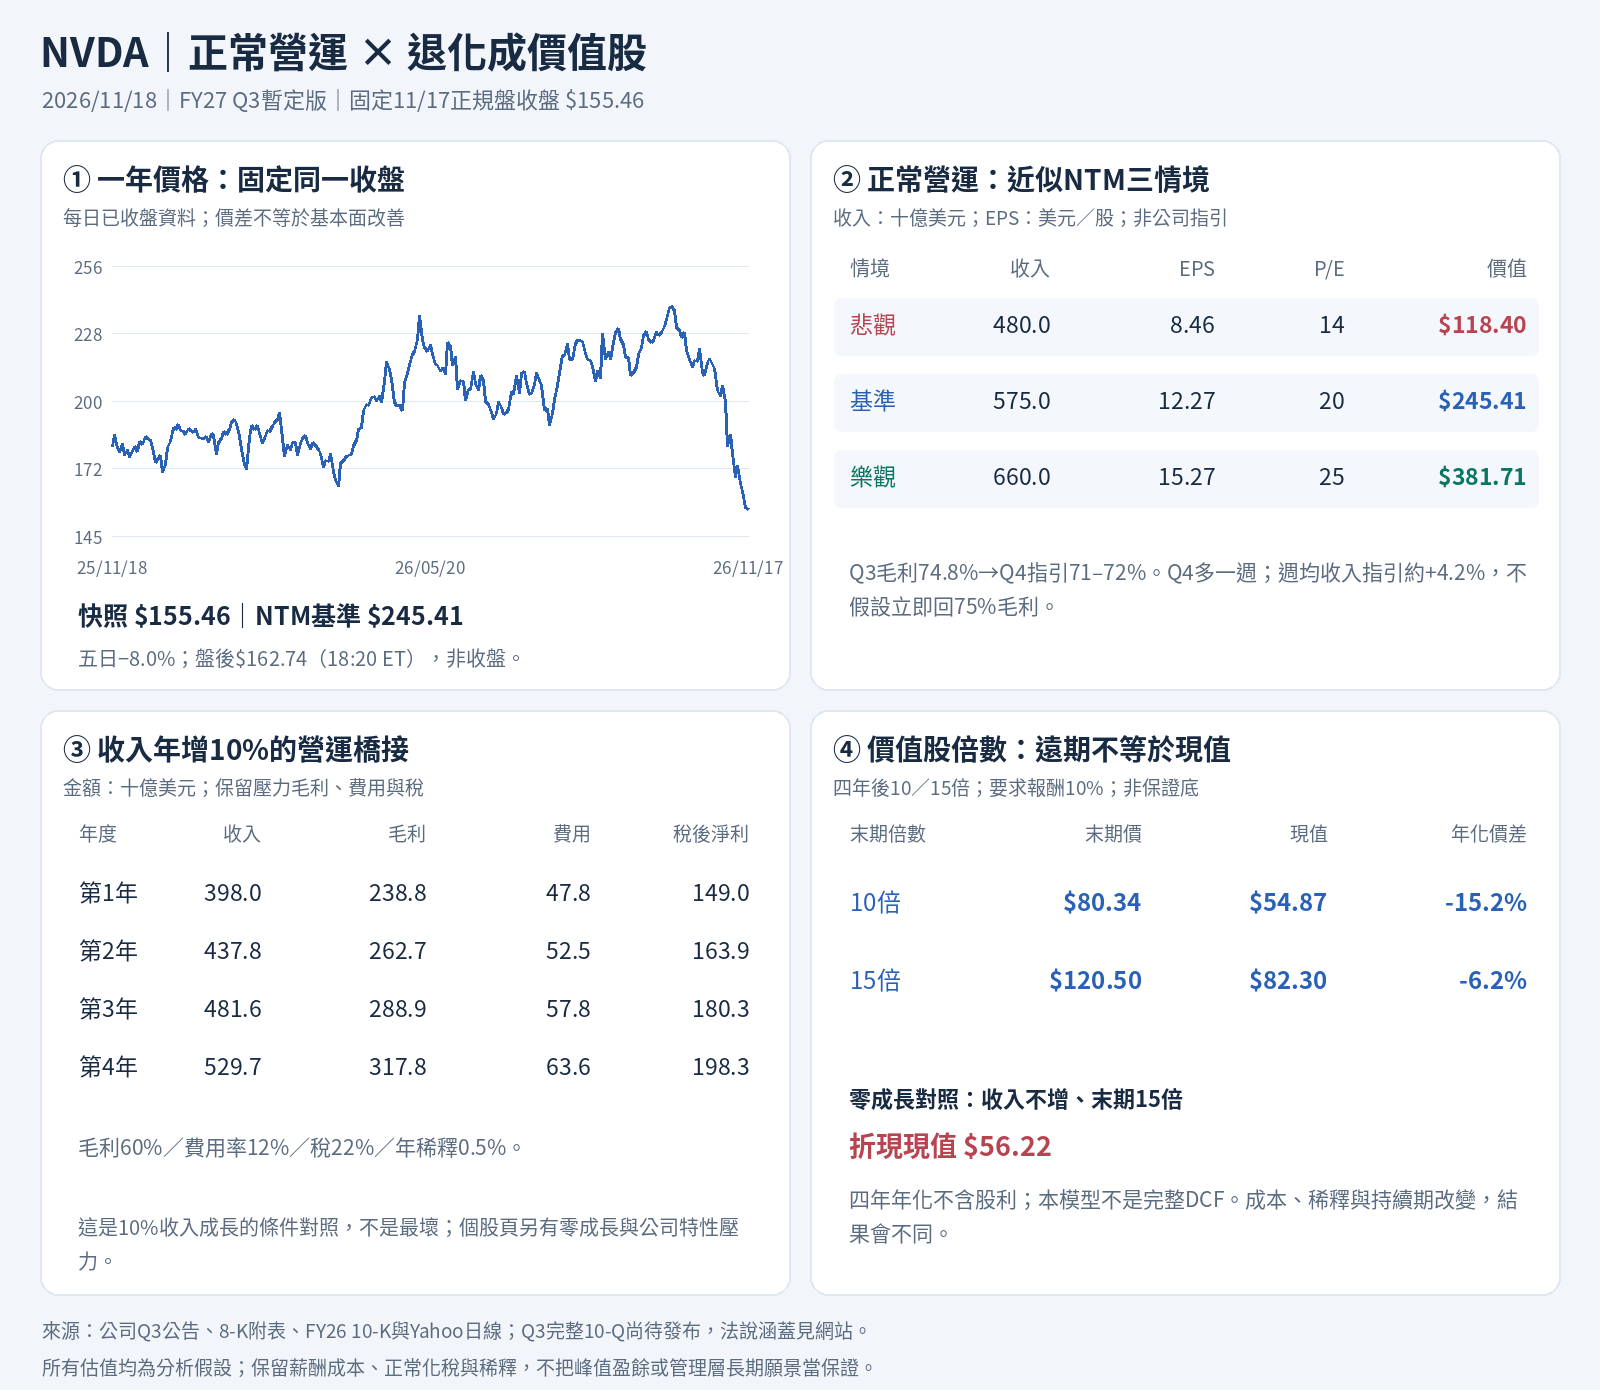 NVDA｜正常營運 × 退化成價值股
2026/11/18｜FY27 Q3暫定版｜固定11/17正規盤收盤 $155.46
① 一年價格：固定同一收盤
每日已收盤資料；價差不等於基本面改善
256
228
200
172
145
25/11/18 26/05/20 26/11/17
快照 $155.46｜NTM基準 $245.41
五日−8.0%；盤後$162.74（18:20 ET），非收盤。
② 正常營運：近似NTM三情境
收入：十億美元；EPS：美元／股；非公司指引
情境 收入 EPS P/E 價值
悲觀 480.0 8.46 14 $118.40
基準 575.0 12.27 20 $245.41
樂觀 660.0 15.27 25 $381.71
Q3毛利74.8%→Q4指引71–72%。Q4多一週；週均收入指引約+4.2%，不
假設立即回75%毛利。
③ 收入年增10%的營運橋接
金額：十億美元；保留壓力毛利、費用與稅
年度 收入 毛利 費用 稅後淨利
第1年 398.0 238.8 47.8 149.0
第2年 437.8 262.7 52.5 163.9
第3年 481.6 288.9 57.8 180.3
第4年 529.7 317.8 63.6 198.3
毛利60%／費用率12%／稅22%／年稀釋0.5%。
這是10%收入成長的條件對照，不是最壞；個股頁另有零成長與公司特性壓
力。
④ 價值股倍數：遠期不等於現值
四年後10／15倍；要求報酬10%；非保證底
末期倍數 末期價 現值 年化價差
10倍 $80.34 $54.87 -15.2%
15倍 $120.50 $82.30 -6.2%
零成長對照：收入不增、末期15倍
折現現值 $56.22
四年年化不含股利；本模型不是完整DCF。成本、稀釋與持續期改變，結
果會不同。
來源：公司Q3公告、8-K附表、FY26 10-K與Yahoo日線；Q3完整10-Q尚待發布，法說涵蓋見網站。
所有估值均為分析假設；保留薪酬成本、正常化稅與稀釋，不把峰值盈餘或管理層長期願景當保證。